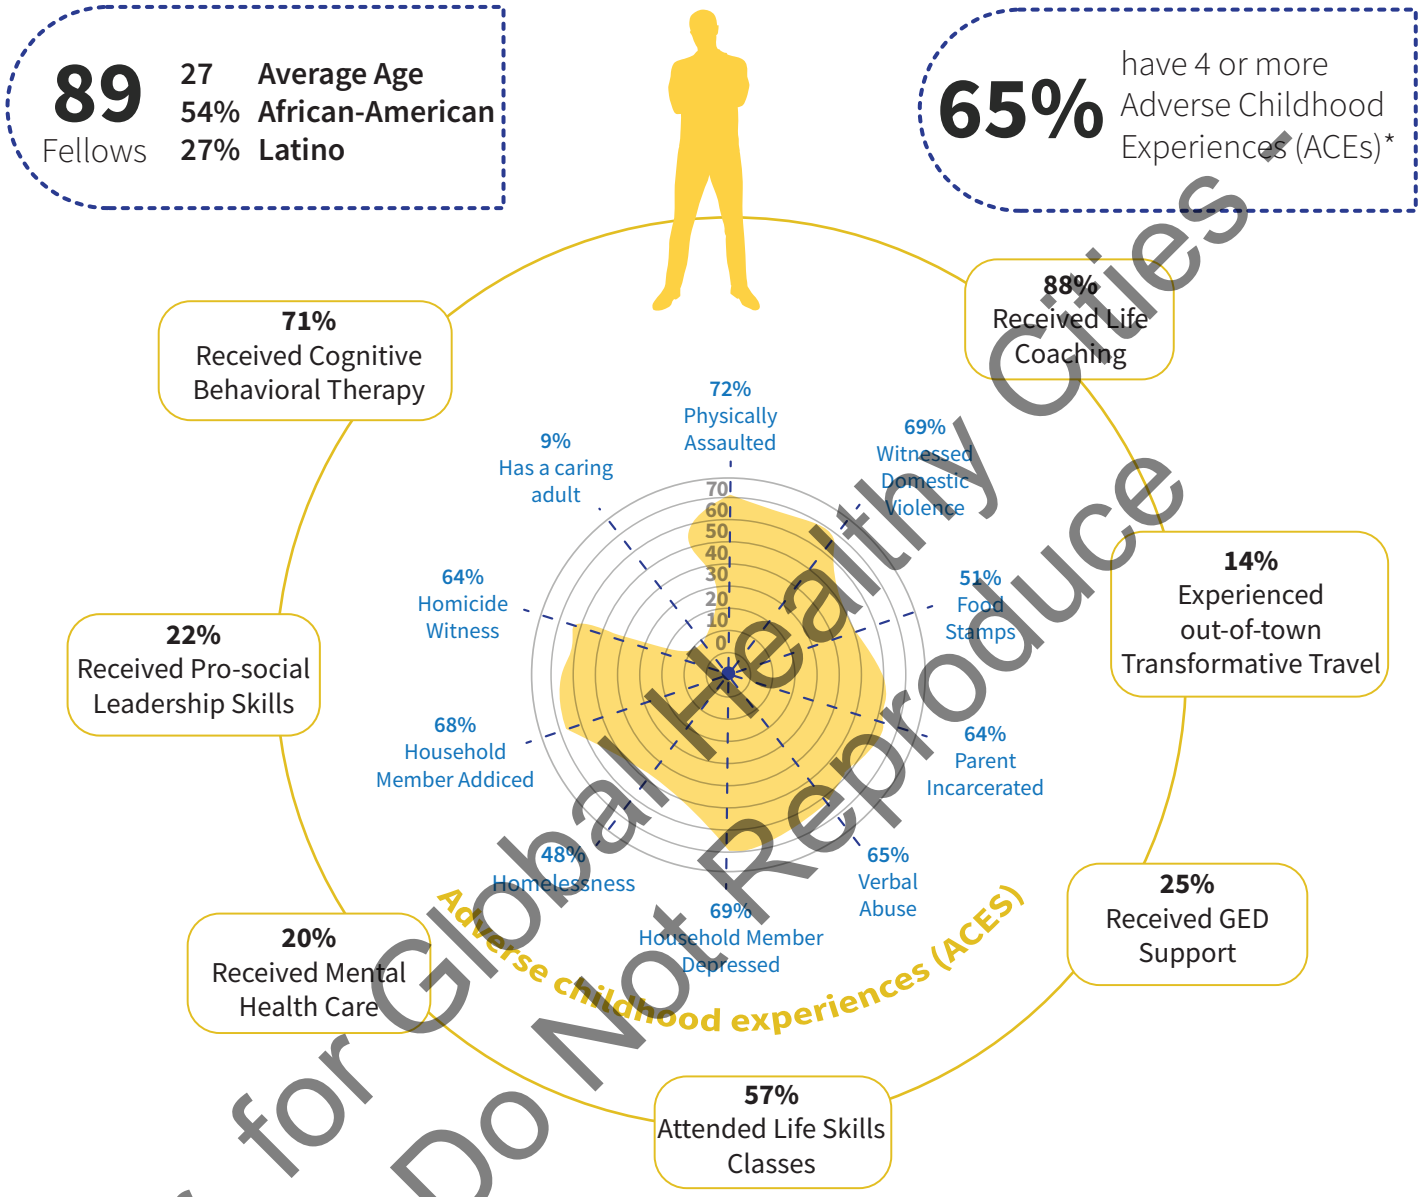 89
Fellows
27 Average Age
54% African-American
27% Latino
65%
have 4 or more
Adverse Childhood
Experiences (ACEs)*
88%
Received Life
Coaching
71%
Received Cognitive
Behavioral Therapy
72%
Physically
Assaulted
69%
Witnessed
Domestic
Violence
9%
Has a caring
adult
70
60
50
40
30
20
10
0
51%
Food
Stamps
64%
Homicide
Witness
14%
Experienced
out-of-town
Transformative Travel
22%
Received Pro-social
Leadership Skills
68%
Household
Member Addiced
64%
Parent
Incarcerated
48%
Homelessness
65%
Verbal
Abuse
69%
Household Member
Depressed
25%
Received GED
Support
20%
Received Mental
Health Care
Adverse childhood experiences (ACES)
57%
Attended Life Skills
Classes
for Global Healthy Cities -
Do Not Reproduce